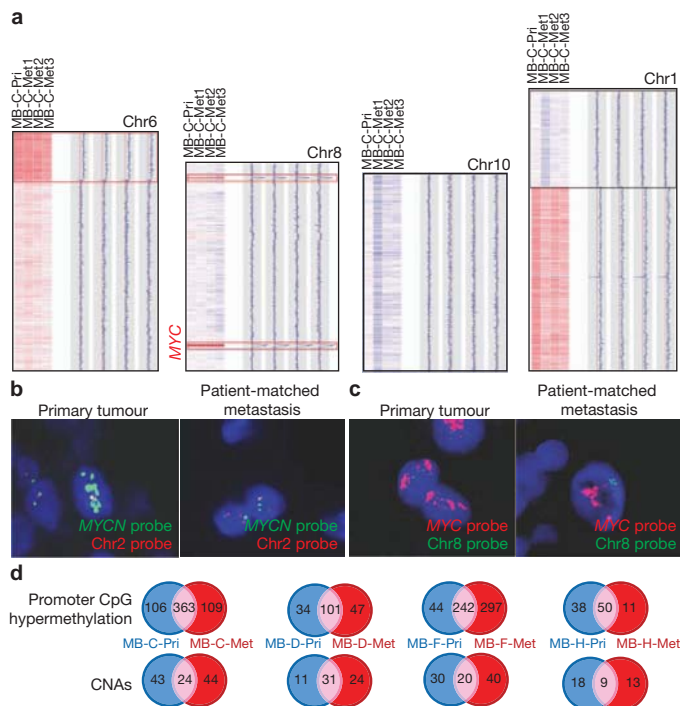 a
MB-C-Pri
MB-C-Met1
MB-C-Met2
MB-C-Met3
Chr6
MB-C-Pri
MB-C-Met1
MB-C-Met2
MB-C-Met3
Chr8
MYC
MB-C-Pri
MB-C-Met1
MB-C-Met2
MB-C-Met3
Chr10
MB-C-Pri
MB-C-Met1
MB-C-Met2
MB-C-Met3
Chr1
b
Primary tumour
Patient-matched
metastasis
MYCN probe
Chr2 probe
MYCN probe
Chr2 probe
c
Primary tumour
Patient-matched
metastasis
MYC probe
Chr8 probe
MYC probe
Chr8 probe
d
Promoter CpG
hypermethylation
106 363 109
34 101 47
44 242 297
38 50 11
MB-C-Pri MB-C-Met
MB-D-Pri MB-D-Met
MB-F-Pri MB-F-Met
MB-H-Pri MB-H-Met
CNAs
43 24 44
11 31 24
30 20 40
18 9 13